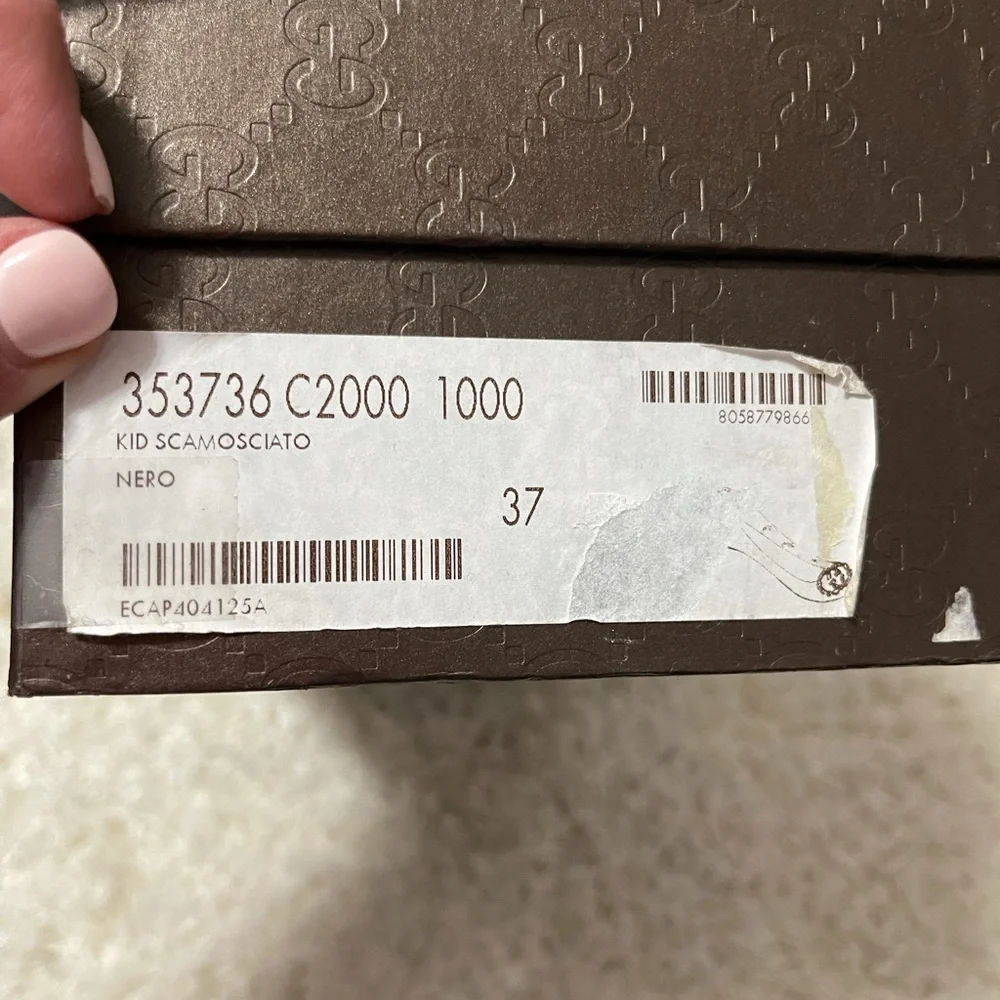 353736 C2000 1000
8058779866
KID SCAMOSCIATO
NERO
37
ECAP404125A